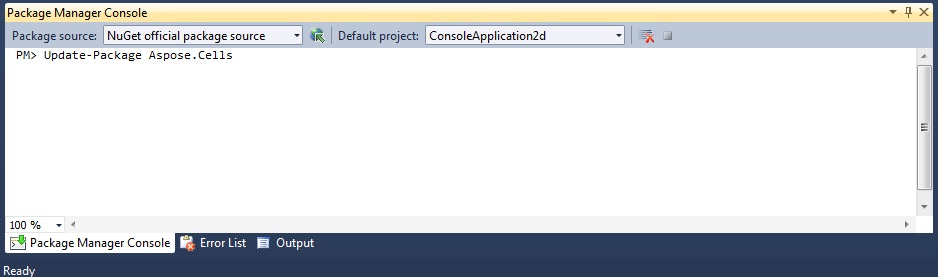 Package Manager Console
Package source: NuGet official package source Default project: ConsoleApplication2d
PM> Update-Package Aspose.Cells
100 %
Package Manager Console Error List Output
Ready